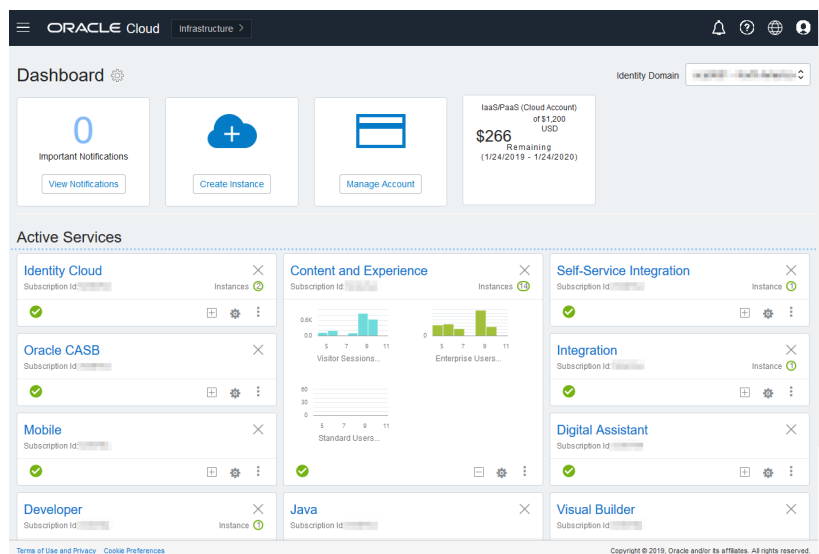 ORACLE Cloud Infrastructure >
Dashboard
Identity Domain
0
Important Notifications
View Notifications
Create Instance
Manage Account
IaaS/PaaS (Cloud Account)
of $1,200
USD
$266
Remaining
(1/24/2019 - 1/24/2020)
Active Services
Identity Cloud
Subscription Id:
Instances 2
Content and Experience
Subscription Id:
Instances 14
0.6K
0.0
5 7 9 11
Visitor Sessions...
0
5 7 9 11
Enterprise Users...
60
30
0
5 7 9 11
Standard Users...
Self-Service Integration
Subscription Id:
Instance 1
Oracle CASB
Subscription Id:
Integration
Subscription Id:
Instance 1
Mobile
Subscription Id:
Digital Assistant
Subscription Id:
Developer
Subscription Id:
Instance 1
Java
Subscription Id:
Visual Builder
Subscription Id:
Terms of Use and Privacy Cookie Preferences
Copyright © 2019, Oracle and/or its affiliates. All rights reserved.